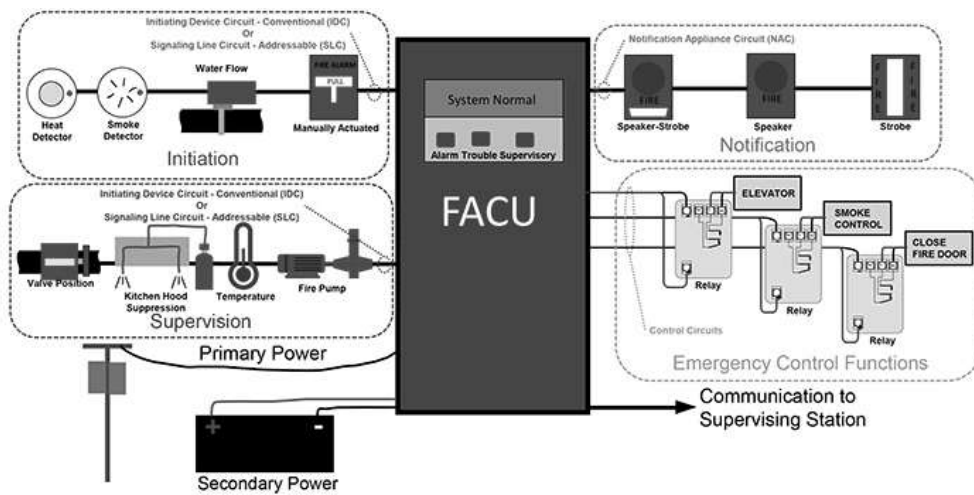 Initiating Device Circuit - Conventional (IDC)
Or
Signaling Line Circuit - Addressable (SLC)
Heat
Detector
Smoke
Detector
Water Flow
FIRE ALARM
PULL
Manually Actuated
Initiation
Initiating Device Circuit - Conventional (IDC)
Or
Signaling Line Circuit - Addressable (SLC)
Valve Position
Kitchen Hood
Suppression
Temperature
Fire Pump
Supervision
Primary Power
+ -
Secondary Power
System Normal
Alarm Trouble Supervisory
FACU
Notification Appliance Circuit (NAC)
FIRE
Speaker-Strobe
FIRE
Speaker
FIRE
FIRE
Strobe
Notification
ELEVATOR
Relay
SMOKE
CONTROL
Relay
CLOSE
FIRE DOOR
Relay
Control Circuits
Emergency Control Functions
Communication to
Supervising Station